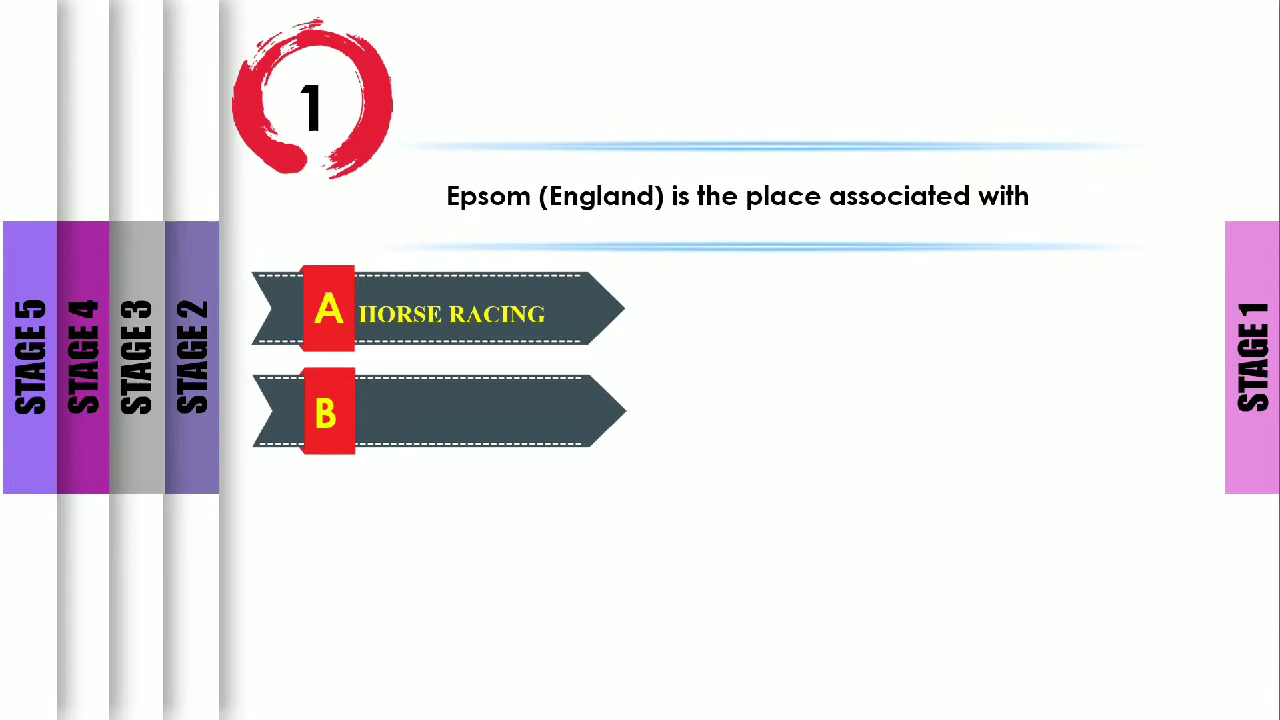 1
Epsom (England) is the place associated with
A HORSE RACING
B
STAGE 5
STAGE 4
STAGE 3
STAGE 2
STAGE 1